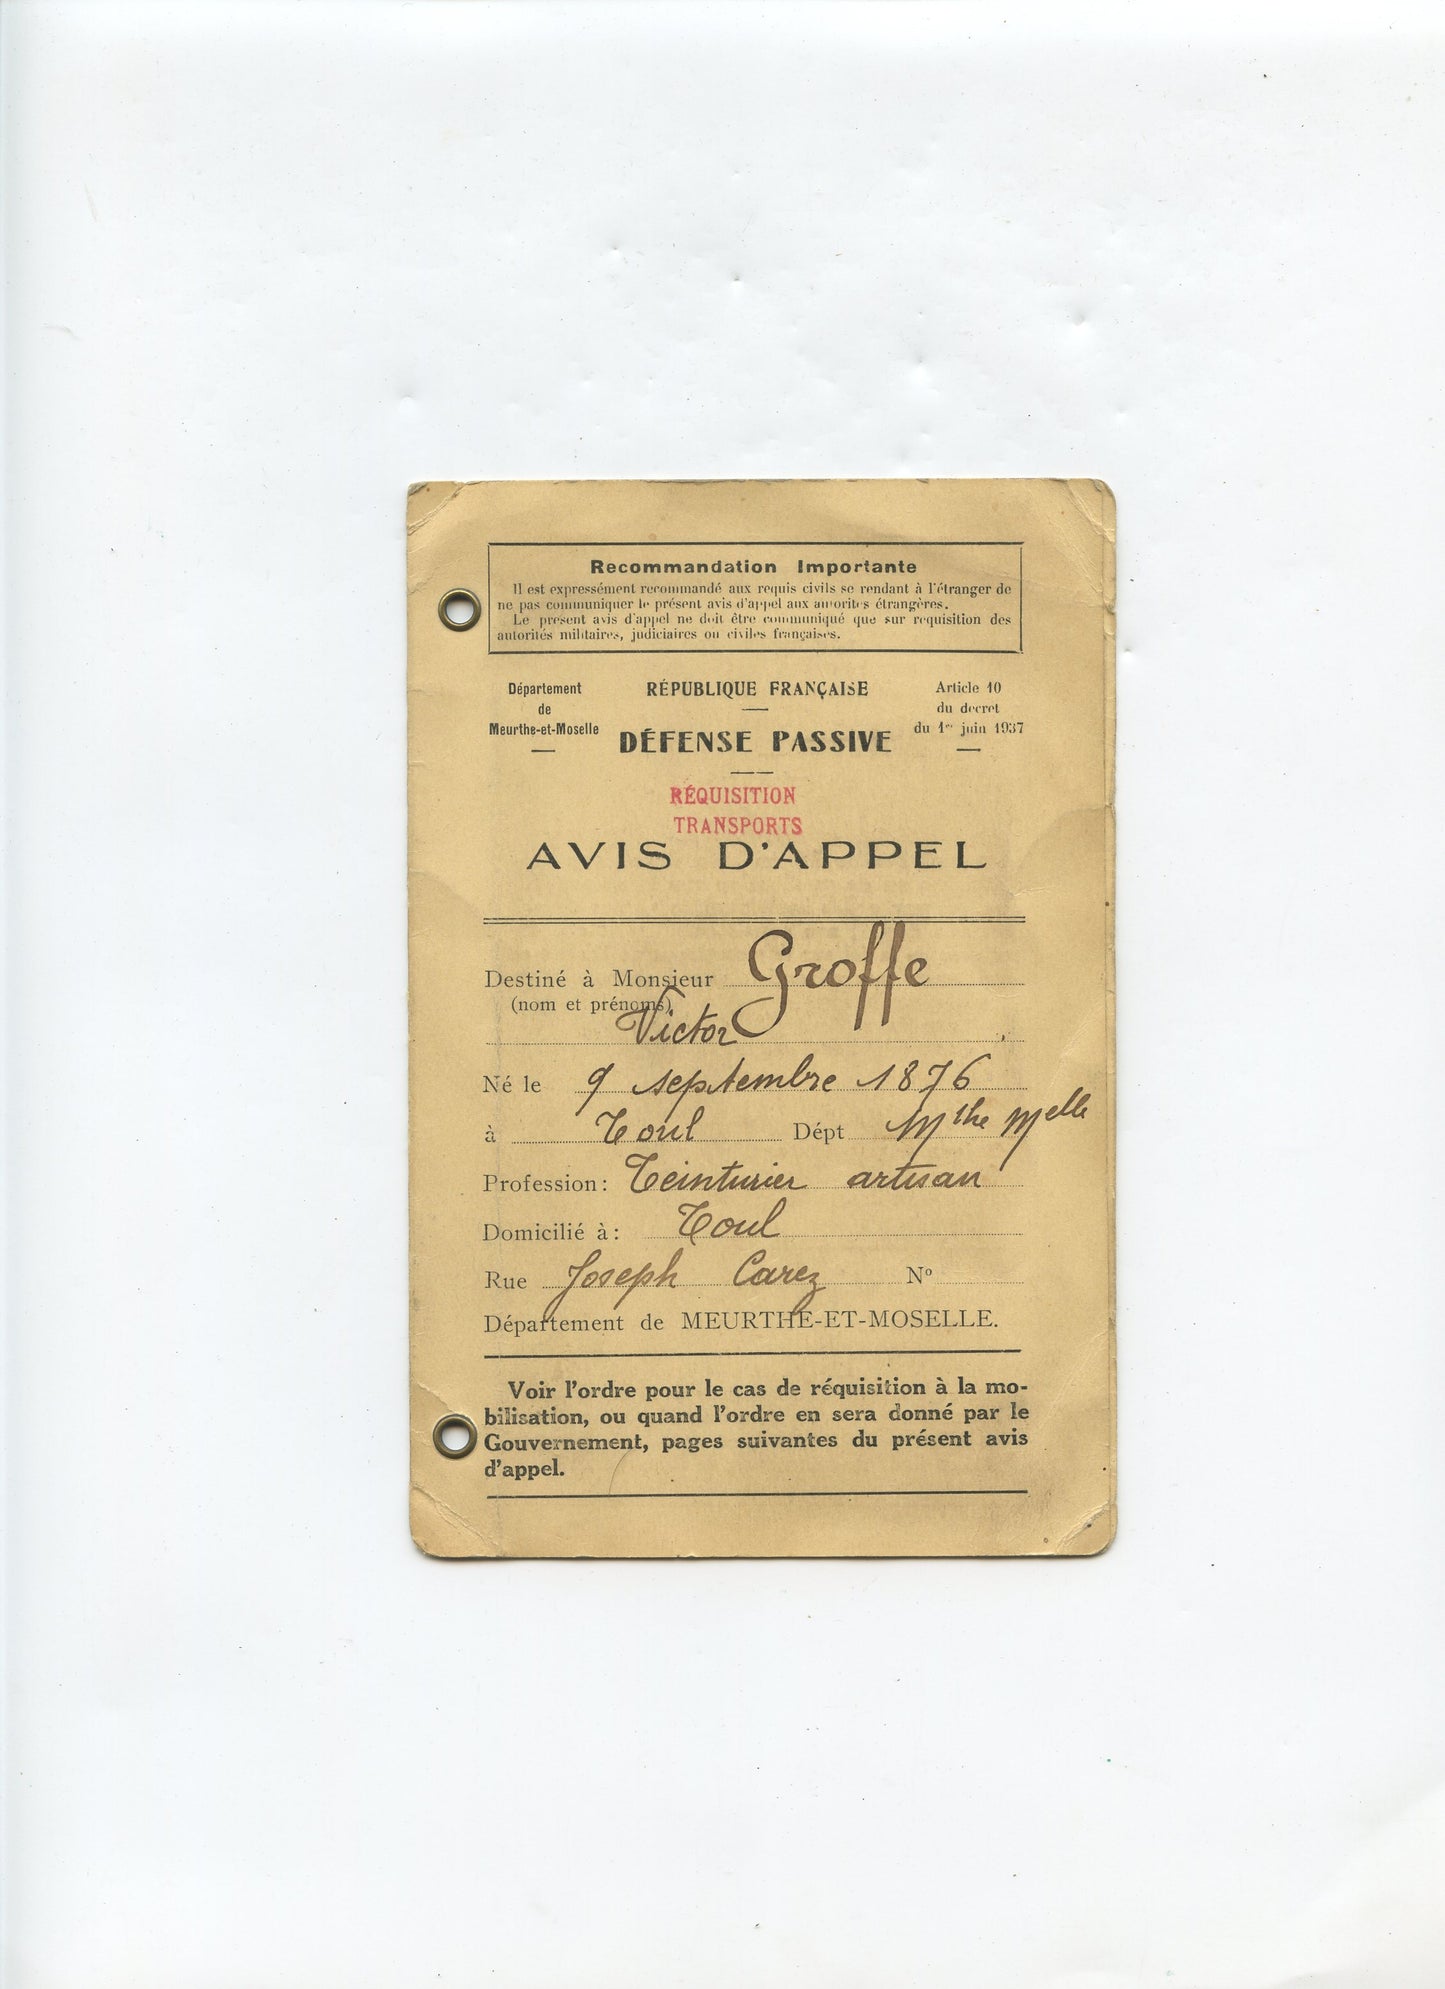 Recommandation Importante
Il est expressément recommandé aux requis civils se rendant à l'étranger de
ne pas communiquer le présent avis d'appel aux autorités étrangères.
Le présent avis d'appel ne doit être communiqué que sur réquisition des
autorités militaires, judiciaires ou civiles françaises.
Département
de
Meurthe-et-Moselle
RÉPUBLIQUE FRANÇAISE
DÉFENSE PASSIVE
Article 10
du décret
du 1er juin 1937
RÉQUISITION
TRANSPORTS
AVIS D'APPEL
Destiné à Monsieur Groffe
(nom et prénoms)
Victor
Né le 9 septembre 1876
à Toul Dépt Mthe Melle
Profession : Teinturier artisan
Domicilié à : Toul
Rue Joseph Carez No
Département de MEURTHE-ET-MOSELLE.
Voir l'ordre pour le cas de réquisition à la mo-
bilisation, ou quand l'ordre en sera donné par le
Gouvernement, pages suivantes du présent avis
d'appel.